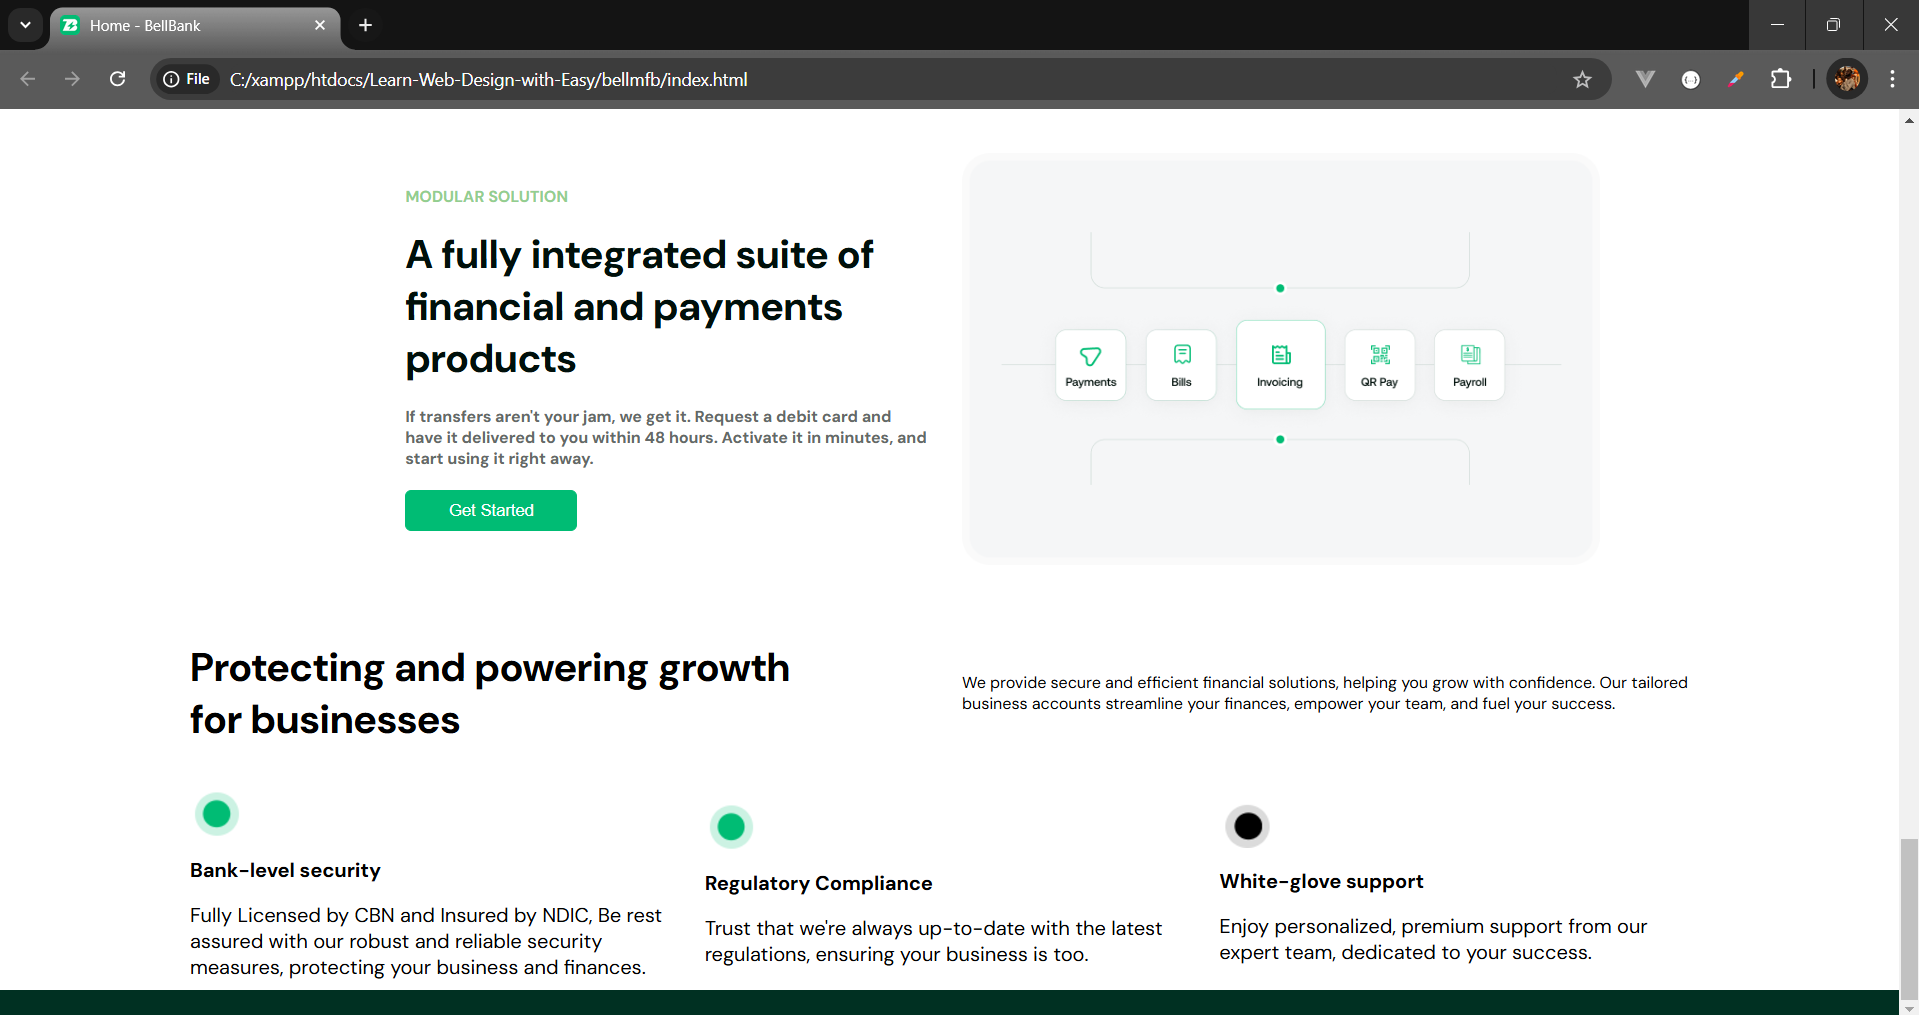 Home - BellBank
File
C:/xampp/htdocs/Learn-Web-Design-with-Easy/bellmfb/index.html
MODULAR SOLUTION
A fully integrated suite of
financial and payments
products
If transfers aren't your jam, we get it. Request a debit card and
have it delivered to you within 48 hours. Activate it in minutes, and
start using it right away.
Get Started
Payments
Bills
Invoicing
QR Pay
Payroll
Protecting and powering growth
for businesses
We provide secure and efficient financial solutions, helping you grow with confidence. Our tailored
business accounts streamline your finances, empower your team, and fuel your success.
Bank-level security
Fully Licensed by CBN and Insured by NDIC, Be rest
assured with our robust and reliable security
measures, protecting your business and finances.
Regulatory Compliance
Trust that we're always up-to-date with the latest
regulations, ensuring your business is too.
White-glove support
Enjoy personalized, premium support from our
expert team, dedicated to your success.